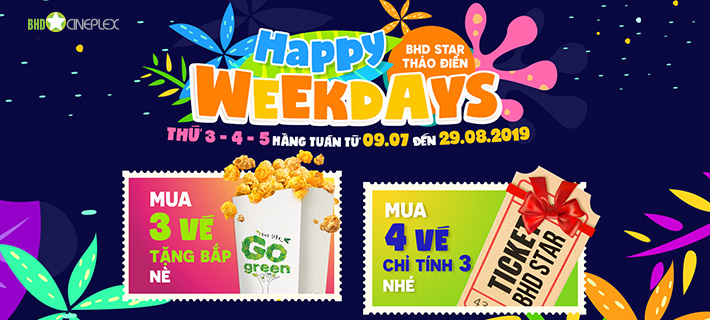 BHD CINEPLEX
Happy
WEEKDAYS
BHD STAR
THẢO ĐIỀN
THỨ 3 - 4 - 5 HÀNG TUẦN TỪ 09.07 ĐẾN 29.08.2019
MUA
3 VÉ
TẶNG BẮP
NÈ
Go
green
MUA
4 VÉ
CHỈ TÍNH 3
NHÉ
TICKET
BHD STAR